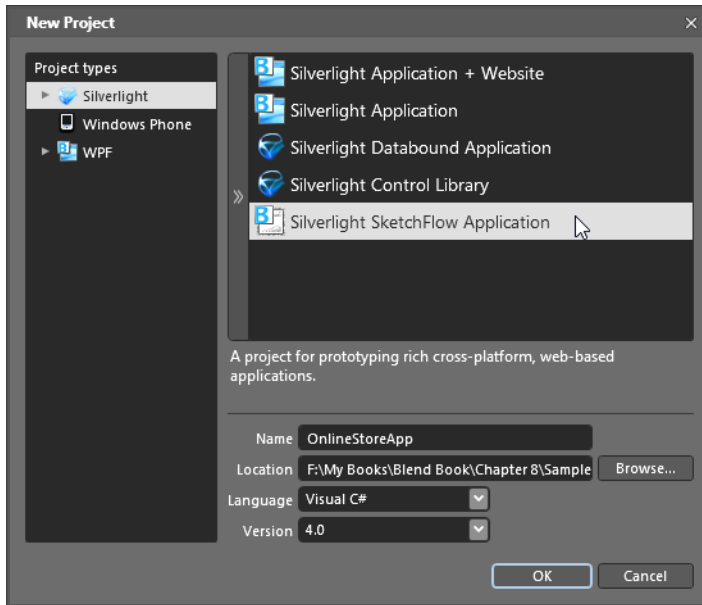 New Project
Project types
Silverlight
Windows Phone
WPF
Silverlight Application + Website
Silverlight Application
Silverlight Databound Application
Silverlight Control Library
Silverlight SketchFlow Application
A project for prototyping rich cross-platform, web-based
applications.
Name OnlineStoreApp
Location F:\My Books\Blend Book\Chapter 8\Sample Browse...
Language Visual C#
Version 4.0
OK Cancel